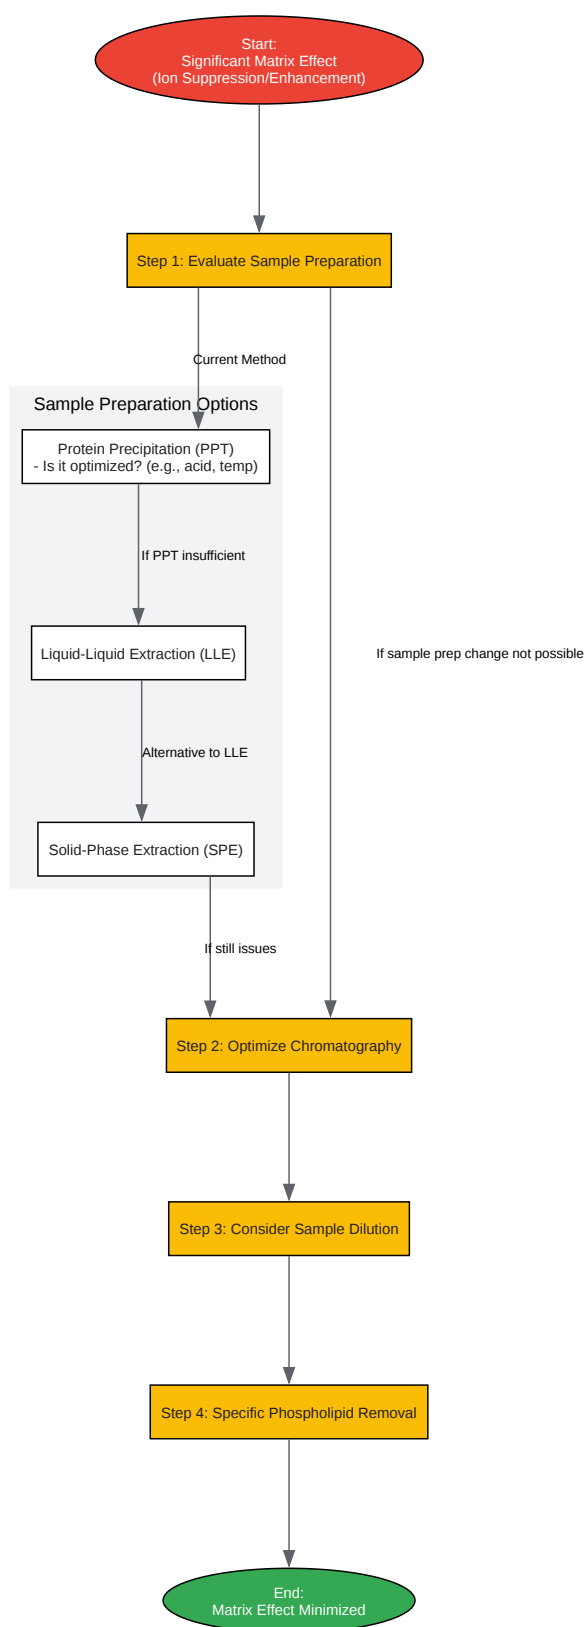 Start:
Significant Matrix Effect
(Ion Suppression/Enhancement)
Step 1: Evaluate Sample Preparation
Current Method
Sample Preparation Options
Protein Precipitation (PPT)
- Is it optimized? (e.g., acid, temp)
If PPT insufficient
Liquid-Liquid Extraction (LLE)
If sample prep change not possible
Alternative to LLE
Solid-Phase Extraction (SPE)
If still issues
Step 2: Optimize Chromatography
Step 3: Consider Sample Dilution
Step 4: Specific Phospholipid Removal
End:
Matrix Effect Minimized